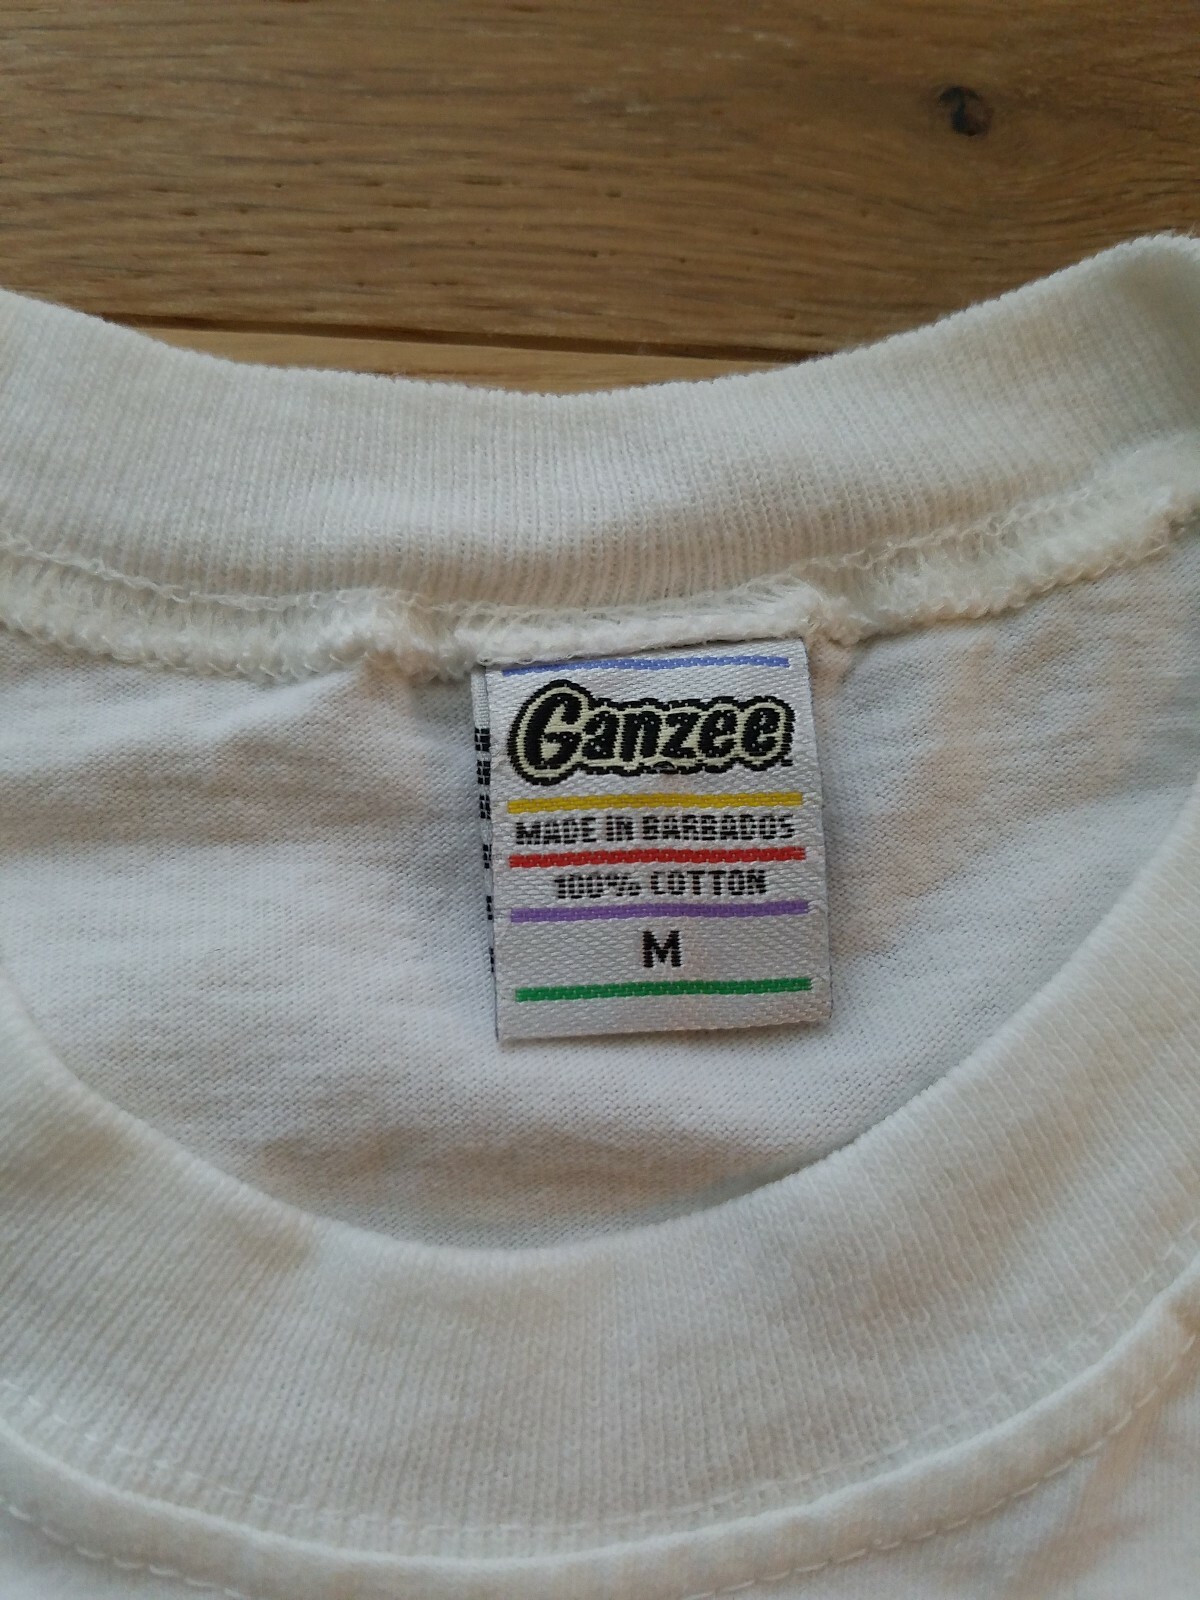 Ganzee
MADE IN BARBADOS
100% COTTON
M